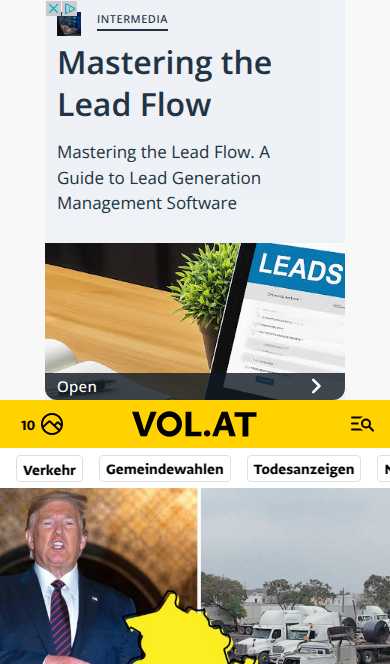 INTERMEDIA
Mastering the
Lead Flow
Mastering the Lead Flow. A
Guide to Lead Generation
Management Software
LEADS
Open
10
VOL.AT
Verkehr
Gemeindewahlen
Todesanzeigen